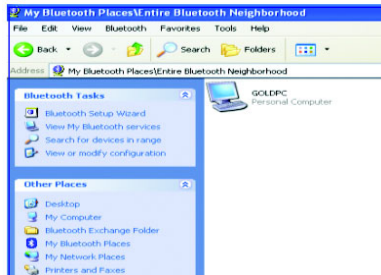 My Bluetooth Places\Entire Bluetooth Neighborhood
File Edit View Bluetooth Favorites Tools Help
Back Search Folders
Address My Bluetooth Places\Entire Bluetooth Neighborhood
Bluetooth Tasks
Bluetooth Setup Wizard
View My Bluetooth services
Search for devices in range
View or modify configuration
Other Places
Desktop
My Computer
Bluetooth Exchange Folder
My Bluetooth Places
My Network Places
Printers and Faxes
GOLDPC
Personal Computer